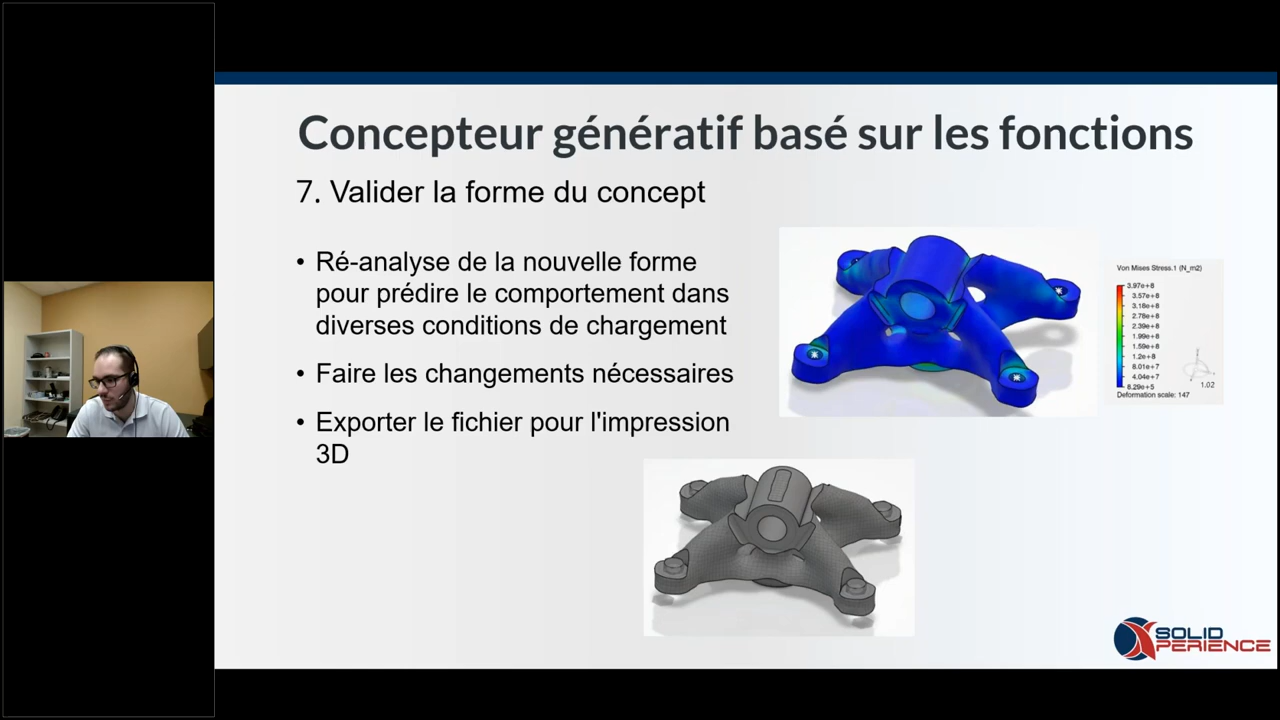 Concepteur génératif basé sur les fonctions
7. Valider la forme du concept
• Ré-analyse de la nouvelle forme
pour prédire le comportement dans
diverses conditions de chargement
• Faire les changements nécessaires
• Exporter le fichier pour l'impression
3D
Von Mises Stress.1 (N_m2)
3.97e+8
3.57e+8
3.18e+8
2.78e+8
2.39e+8
1.99e+8
1.59e+8
1.2e+8
8.01e+7
4.04e+7
8.29e+5
1.02
Deformation scale: 147
SOLID
XPERIENCE